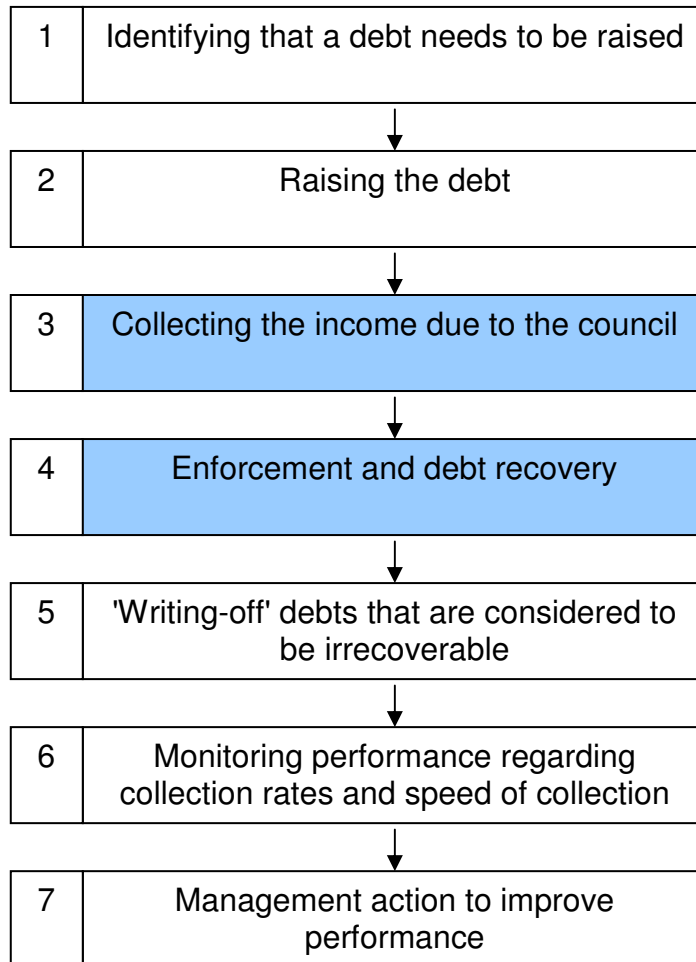 1 Identifying that a debt needs to be raised
2 Raising the debt
3 Collecting the income due to the council
4 Enforcement and debt recovery
5 'Writing-off' debts that are considered to
be irrecoverable
6 Monitoring performance regarding
collection rates and speed of collection
7 Management action to improve
performance